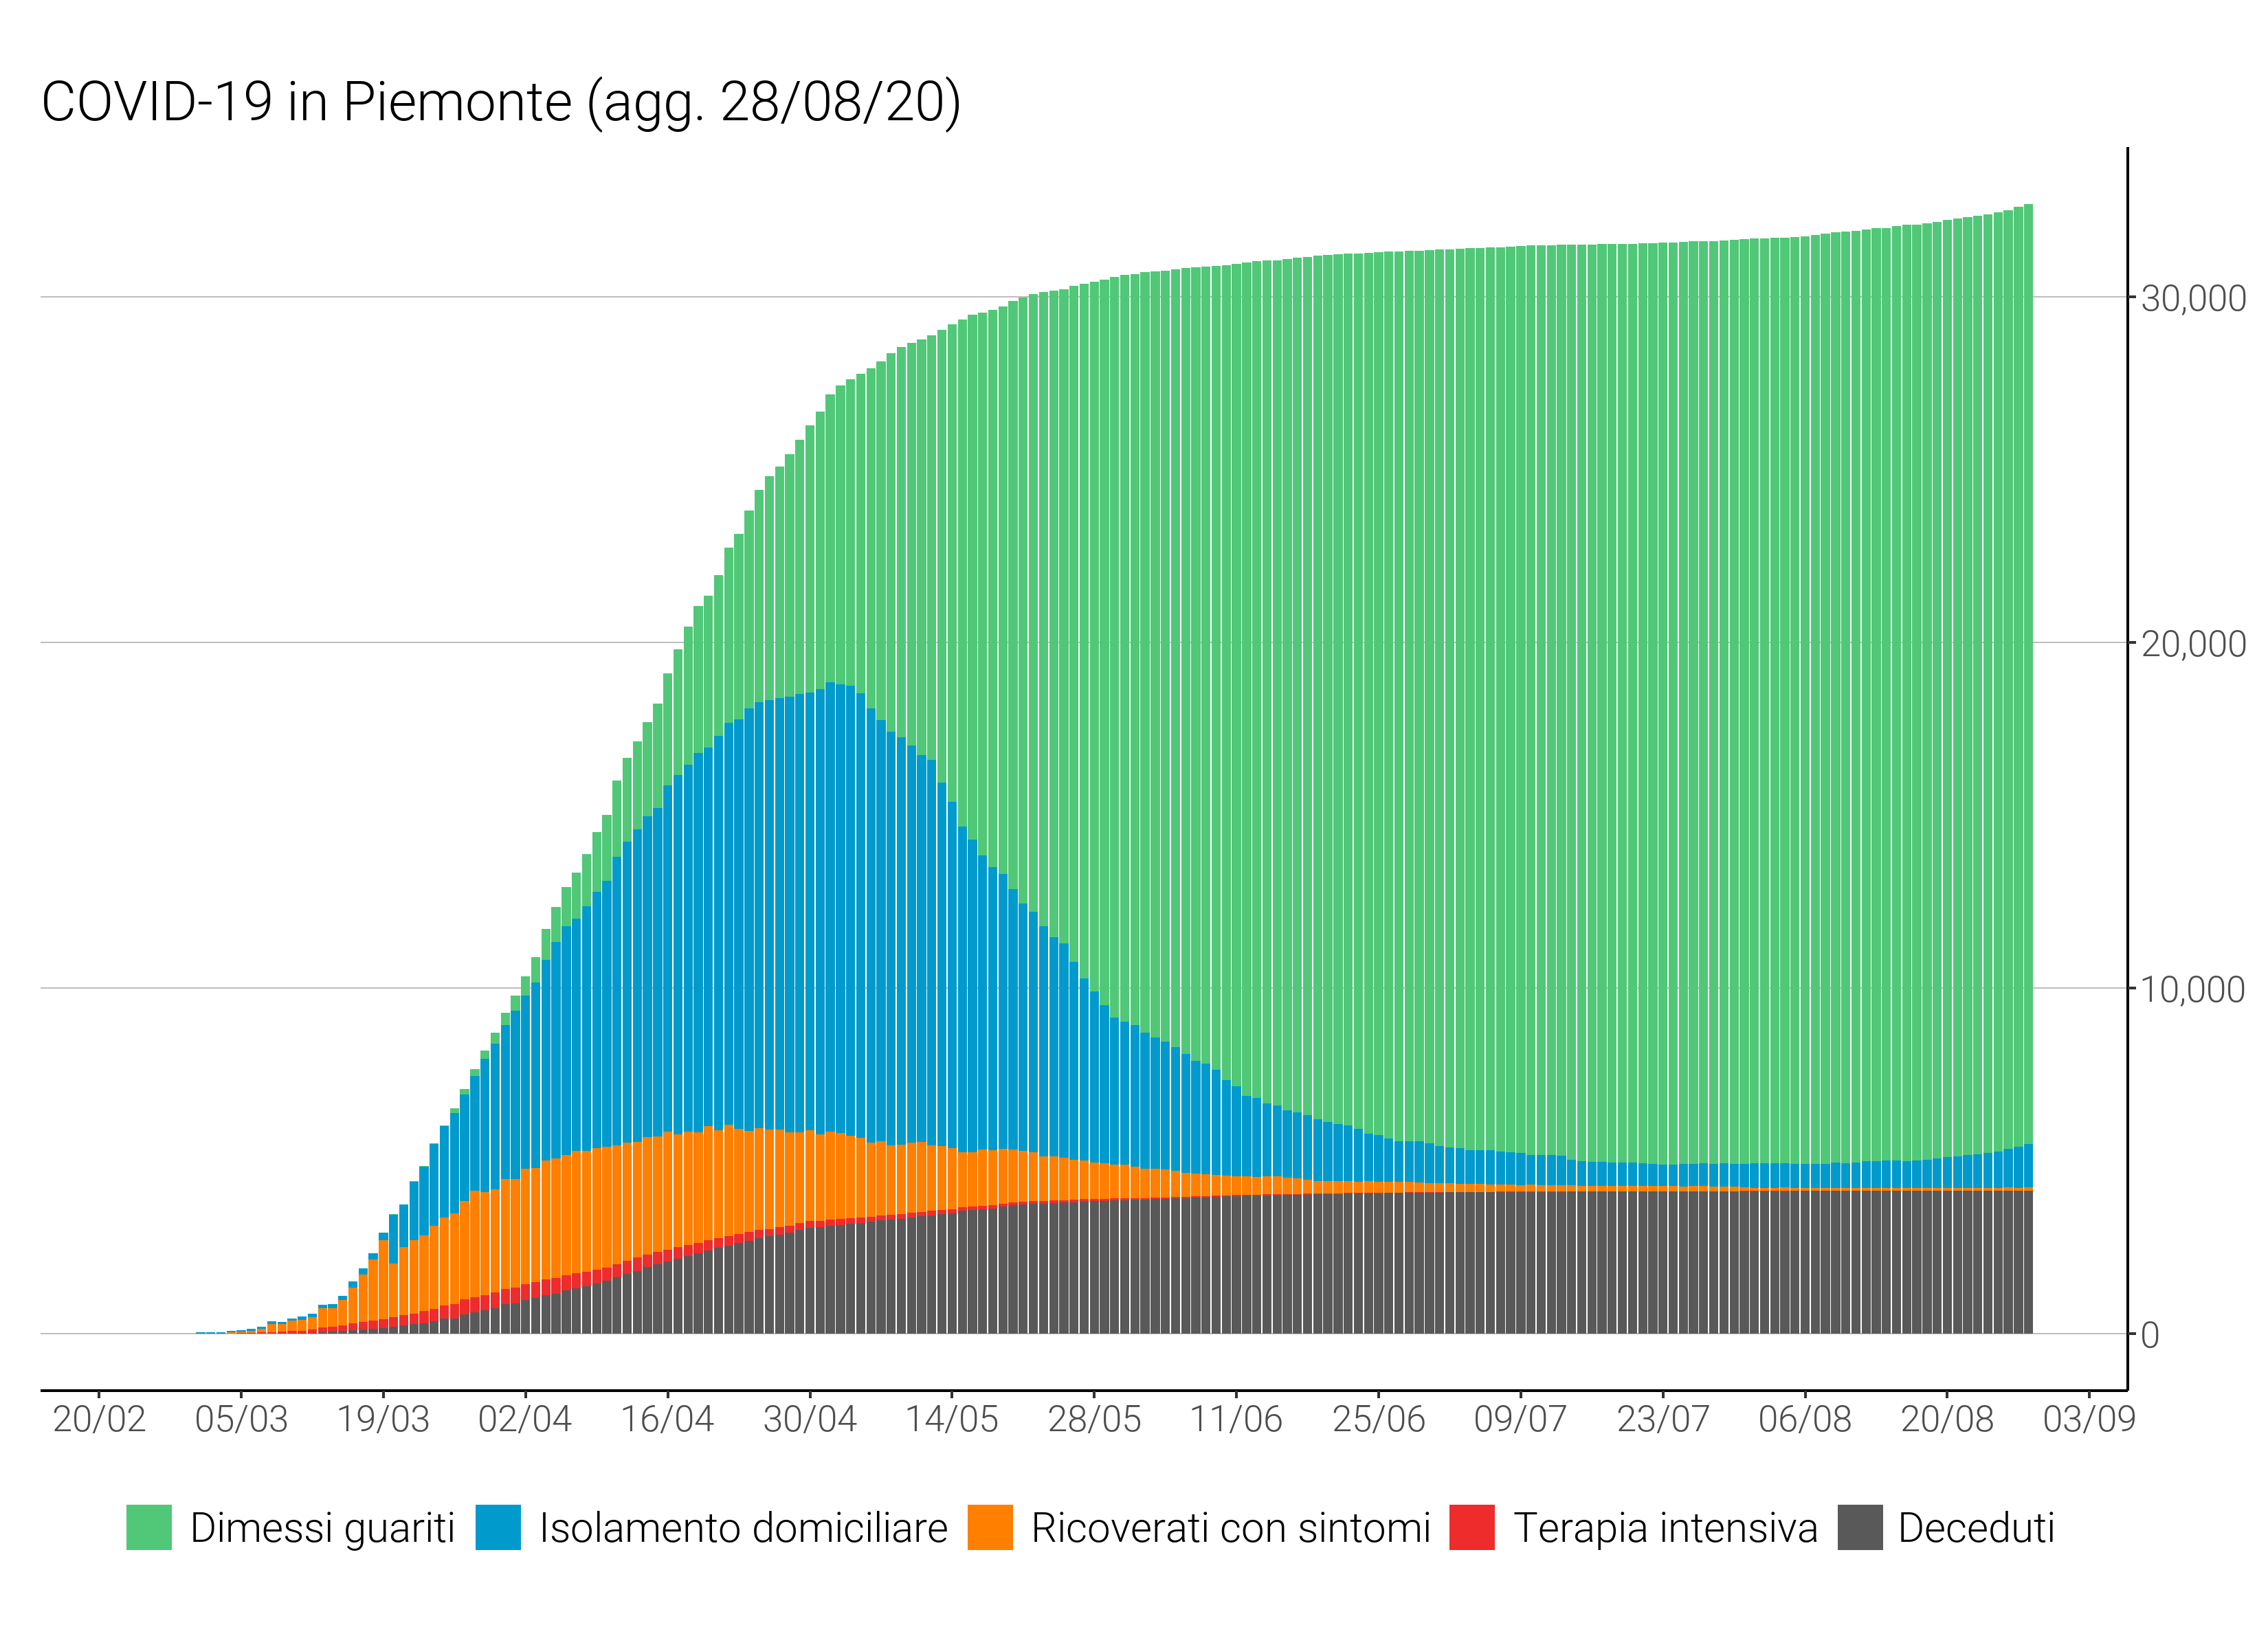 COVID-19 in Piemonte (agg. 28/08/20)
30,000
20,000
10,000
0
20/02 05/03 19/03 02/04 16/04 30/04 14/05 28/05 11/06 25/06 09/07 23/07 06/08 20/08 03/09
Dimessi guariti Isolamento domiciliare Ricoverati con sintomi Terapia intensiva Deceduti